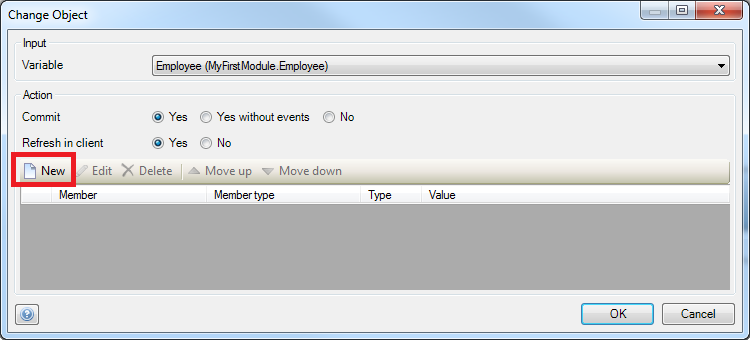 Change Object
Input
Variable Employee (MyFirstModule.Employee)
Action
Commit Yes Yes without events No
Refresh in client Yes No
New Edit Delete Move up Move down
Member Member type Type Value
? OK Cancel